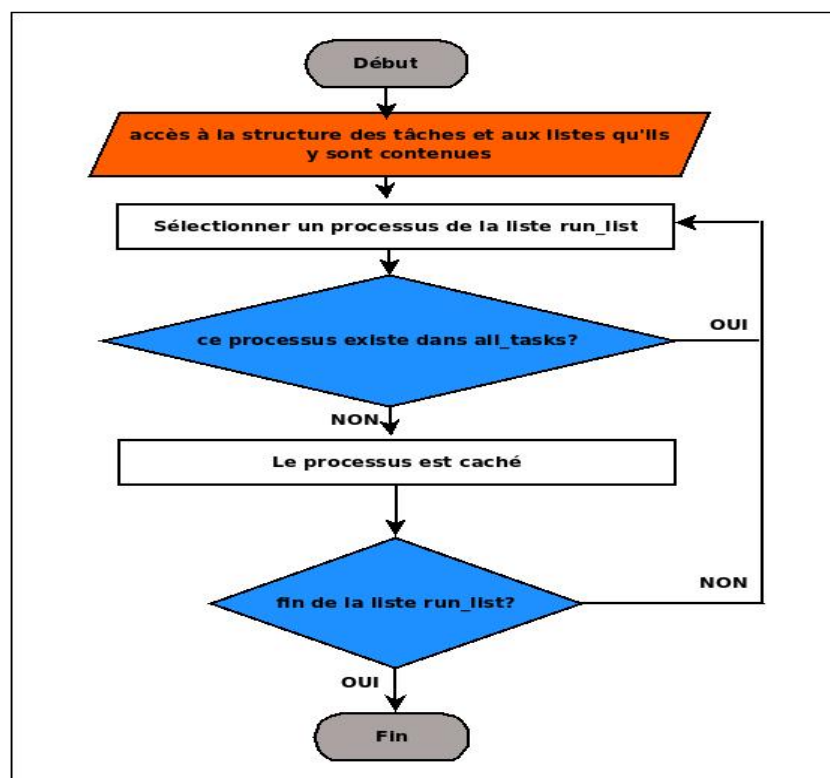 Début
accès à la structure des tâches et aux listes qu'ils
y sont contenues
Sélectionner un processus de la liste run_list
ce processus existe dans all_tasks?
OUI
NON
Le processus est caché
fin de la liste run_list?
NON
OUI
Fin